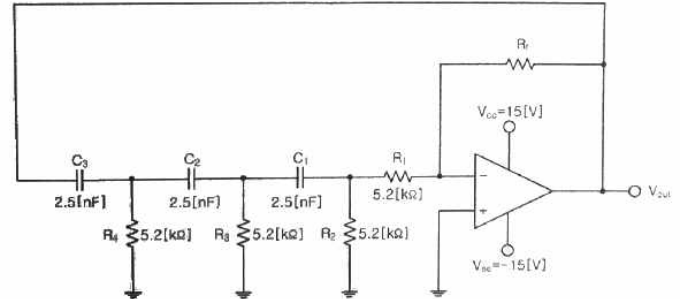 Rf
Vcc=15[V]
C3
C2
C1
R1
2.5[nF]
2.5[nF]
2.5[nF]
5.2[kΩ]
−
+
Vout
R4
5.2[kΩ]
R3
5.2[kΩ]
R2
5.2[kΩ]
Vcc=-15[V]